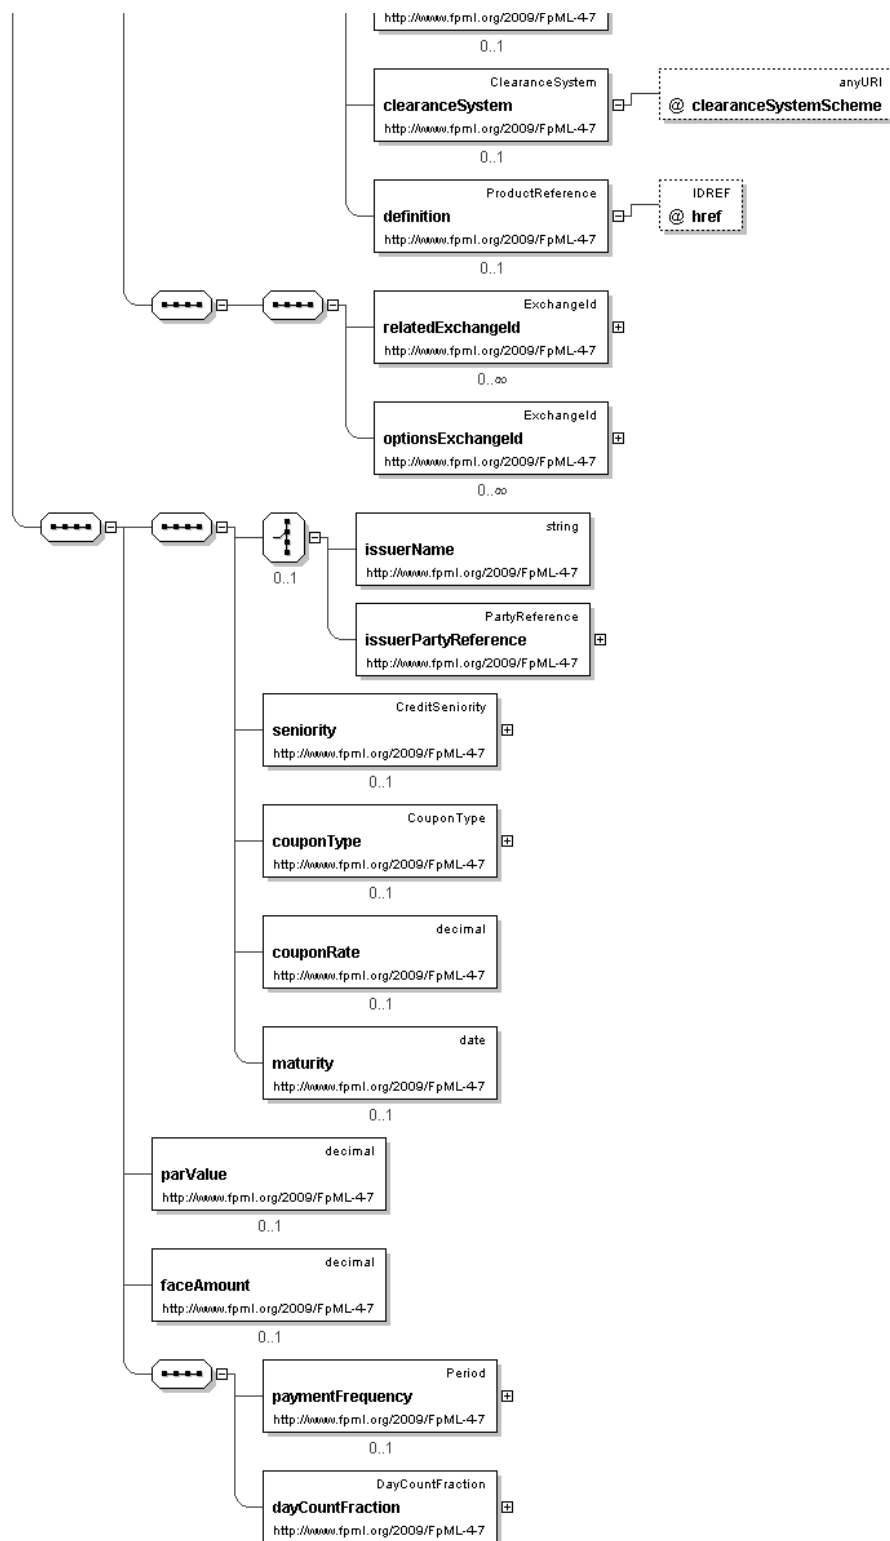 http://www.fpml.org/2009/FpML-4-7
0..1
ClearanceSystem
clearanceSystem
http://www.fpml.org/2009/FpML-4-7
0..1
anyURI
@ clearanceSystemScheme
ProductReference
definition
http://www.fpml.org/2009/FpML-4-7
0..1
IDREF
@ href
ExchangeId
relatedExchangeId
http://www.fpml.org/2009/FpML-4-7
0..∞
ExchangeId
optionsExchangeId
http://www.fpml.org/2009/FpML-4-7
0..∞
0..1
string
issuerName
http://www.fpml.org/2009/FpML-4-7
PartyReference
issuerPartyReference
http://www.fpml.org/2009/FpML-4-7
CreditSeniority
seniority
http://www.fpml.org/2009/FpML-4-7
0..1
CouponType
couponType
http://www.fpml.org/2009/FpML-4-7
0..1
decimal
couponRate
http://www.fpml.org/2009/FpML-4-7
0..1
date
maturity
http://www.fpml.org/2009/FpML-4-7
0..1
decimal
parValue
http://www.fpml.org/2009/FpML-4-7
0..1
decimal
faceAmount
http://www.fpml.org/2009/FpML-4-7
0..1
Period
paymentFrequency
http://www.fpml.org/2009/FpML-4-7
0..1
DayCountFraction
dayCountFraction
http://www.fpml.org/2009/FpML-4-7